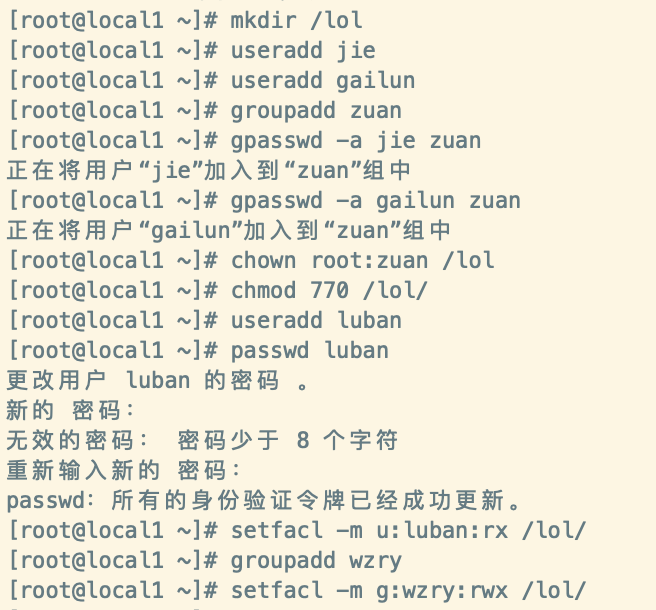 [root@local1 ~]# mkdir /lol
[root@local1 ~]# useradd jie
[root@local1 ~]# useradd gailun
[root@local1 ~]# groupadd zuan
[root@local1 ~]# gpasswd -a jie zuan
正在将用户“jie”加入到“zuan”组中
[root@local1 ~]# gpasswd -a gailun zuan
正在将用户“gailun”加入到“zuan”组中
[root@local1 ~]# chown root:zuan /lol
[root@local1 ~]# chmod 770 /lol/
[root@local1 ~]# useradd luban
[root@local1 ~]# passwd luban
更改用户 luban 的密码 。
新的 密码：
无效的密码： 密码少于 8 个字符
重新输入新的 密码：
passwd：所有的身份验证令牌已经成功更新。
[root@local1 ~]# setfacl -m u:luban:rx /lol/
[root@local1 ~]# groupadd wzry
[root@local1 ~]# setfacl -m g:wzry:rwx /lol/